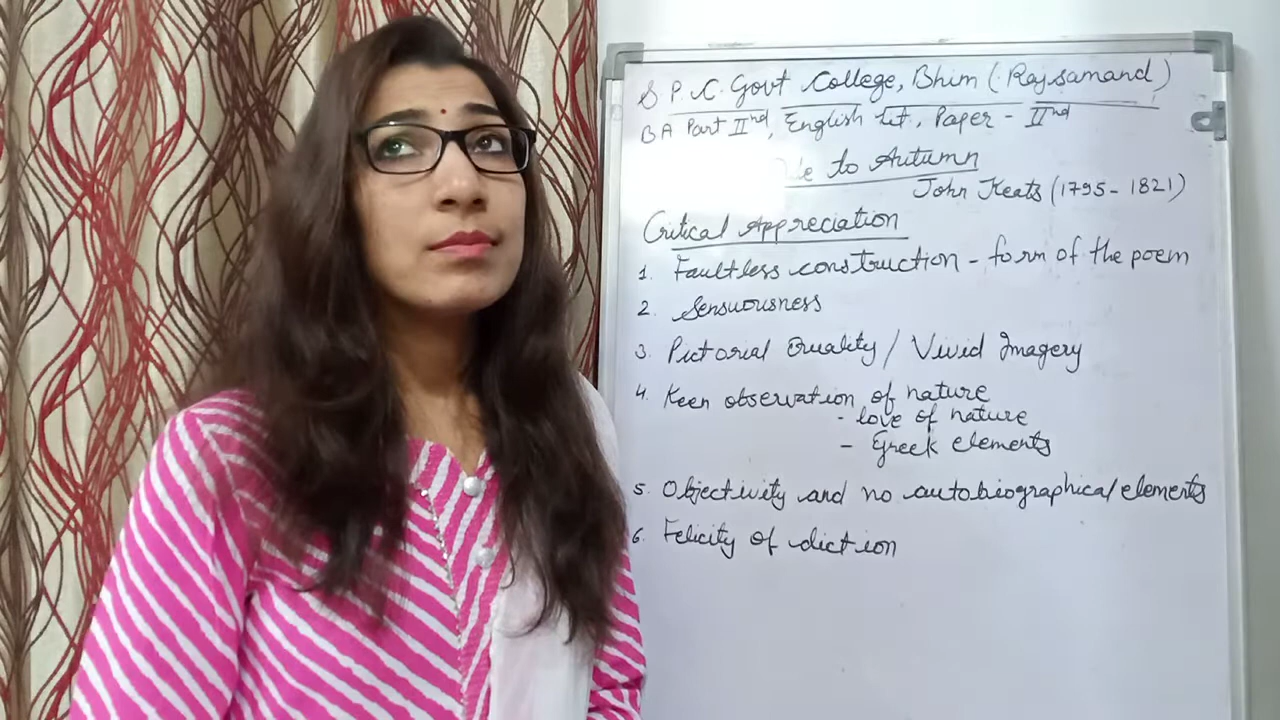 S.P.C. Govt College, Bhim (Rajsamand)
BA Part IInd, English Lit., Paper - IInd
to Autumn
John Keats (1795-1821)
Critical Appreciation
1. Faultless construction - form of the poem
2. Sensuousness
3. Pictorial Quality / Vivid Imagery
4. Keen observation of nature
- love of nature
- Greek elements
5. Objectivity and no autobiographical elements
6. Felicity of diction